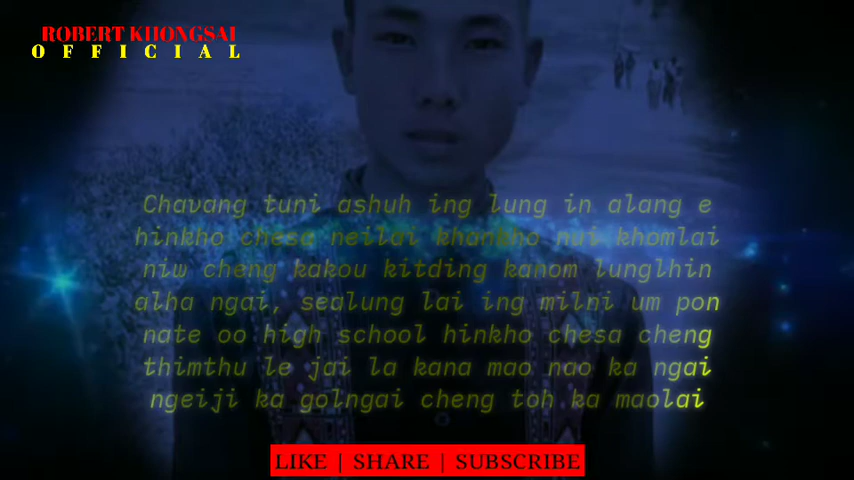 ROBERT KHONGSAI
OFFICIAL
Chavang tuni ashuh ing lung in alang e
hinkho chesa neilai khankho nui khomlai
niw cheng kakou kitding kanom lunglhin
alha ngai, sealung lai ing milni um pon
nate oo high school hinkho chesa cheng
thimthu le jai la kana mao nao ka ngai
ngeiji ka golngai cheng toh ka maolai
LIKE | SHARE | SUBSCRIBE